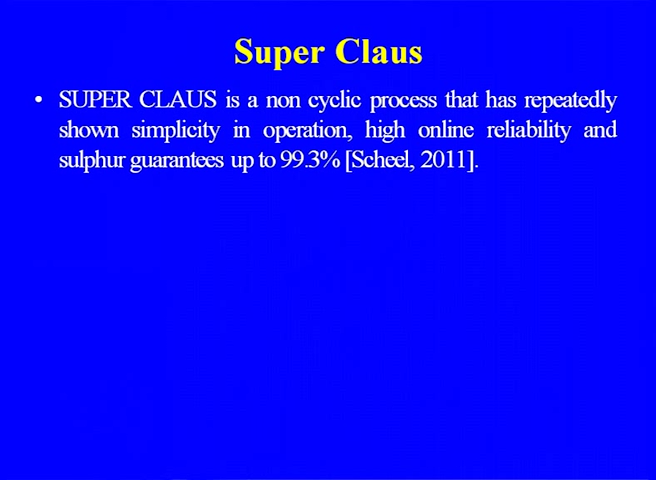 Super Claus
• SUPER CLAUS is a non cyclic process that has repeatedly
shown simplicity in operation, high online reliability and
sulphur guarantees up to 99.3% [Scheel, 2011].